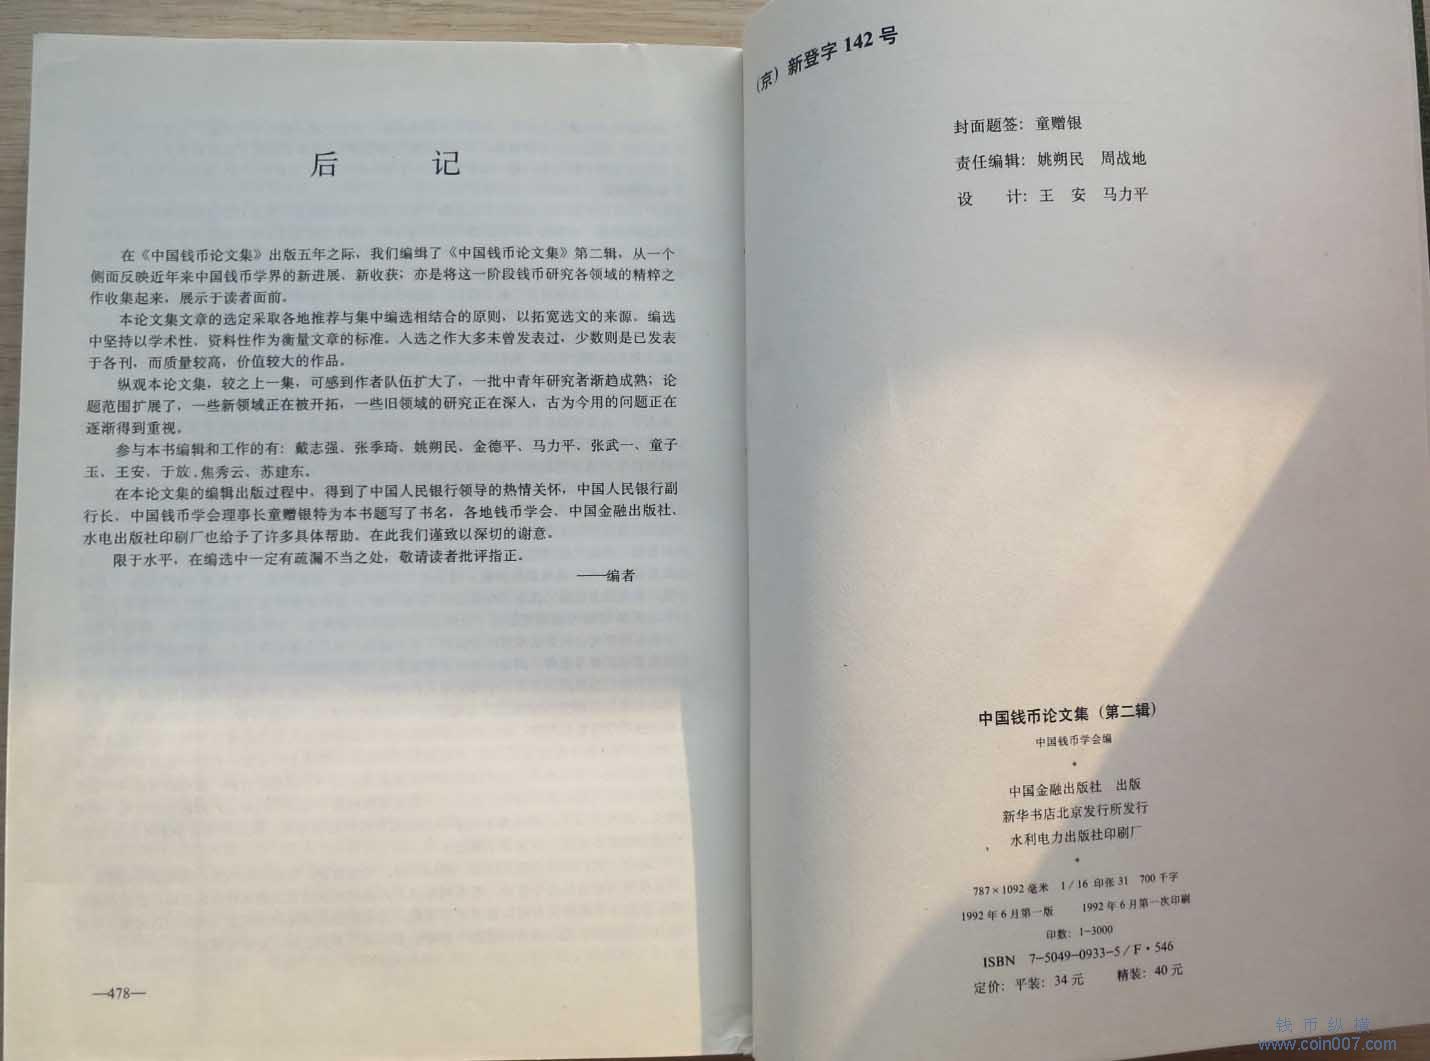 后 记
在《中国钱币论文集》出版五年之际，我们编缉了《中国钱币论文集》第二辑，从一个
侧面反映近年来中国钱币学界的新进展、新收获；亦是将这一阶段钱币研究各领域的精粹之
作收集起来，展示于读者面前。
本论文集文章的选定采取各地推荐与集中编选相结合的原则，以拓宽选文的来源。编选
中坚持以学术性、资料性作为衡量文章的标准。入选之作大多未曾发表过，少数则是已发表
于各刊，而质量较高，价值较大的作品。
纵观本论文集，较之上一集，可感到作者队伍扩大了，一批中青年研究者渐趋成熟；论
题范围扩展了，一些新领域正在被开拓，一些旧领域的研究正在深人，古为今用的问题正在
逐渐得到重视。
参与本书编辑和工作的有：戴志强、张季琦、姚朔民、金德平、马力平、张武一、童子
玉、王安、于放、焦秀云、苏建东。
在本论文集的编辑出版过程中，得到了中国人民银行领导的热情关怀，中国人民银行副
行长、中国钱币学会理事长童赠银特为本书题写了书名，各地钱币学会、中国金融出版社、
水电出版社印刷厂也给予了许多具体帮助。在此我们谨致以深切的谢意。
限于水平，在编选中一定有疏漏不当之处，敬请读者批评指正。
——编者
—478—
（京）新登字 142 号
封面题签：童赠银
责任编辑：姚朔民 周战地
设 计：王 安 马力平
中国钱币论文集（第二辑）
中国钱币学会编
*
中国金融出版社 出版
新华书店北京发行所发行
水利电力出版社印刷厂
*
787×1092 毫米 1/16 印张 31 700 千字
1992 年 6 月第一版 1992 年 6 月第一次印刷
印数：1-3000
ISBN 7-5049-0933-5/F·546
定价：平装：34 元 精装：40 元
钱币纵横
www.coin007.com